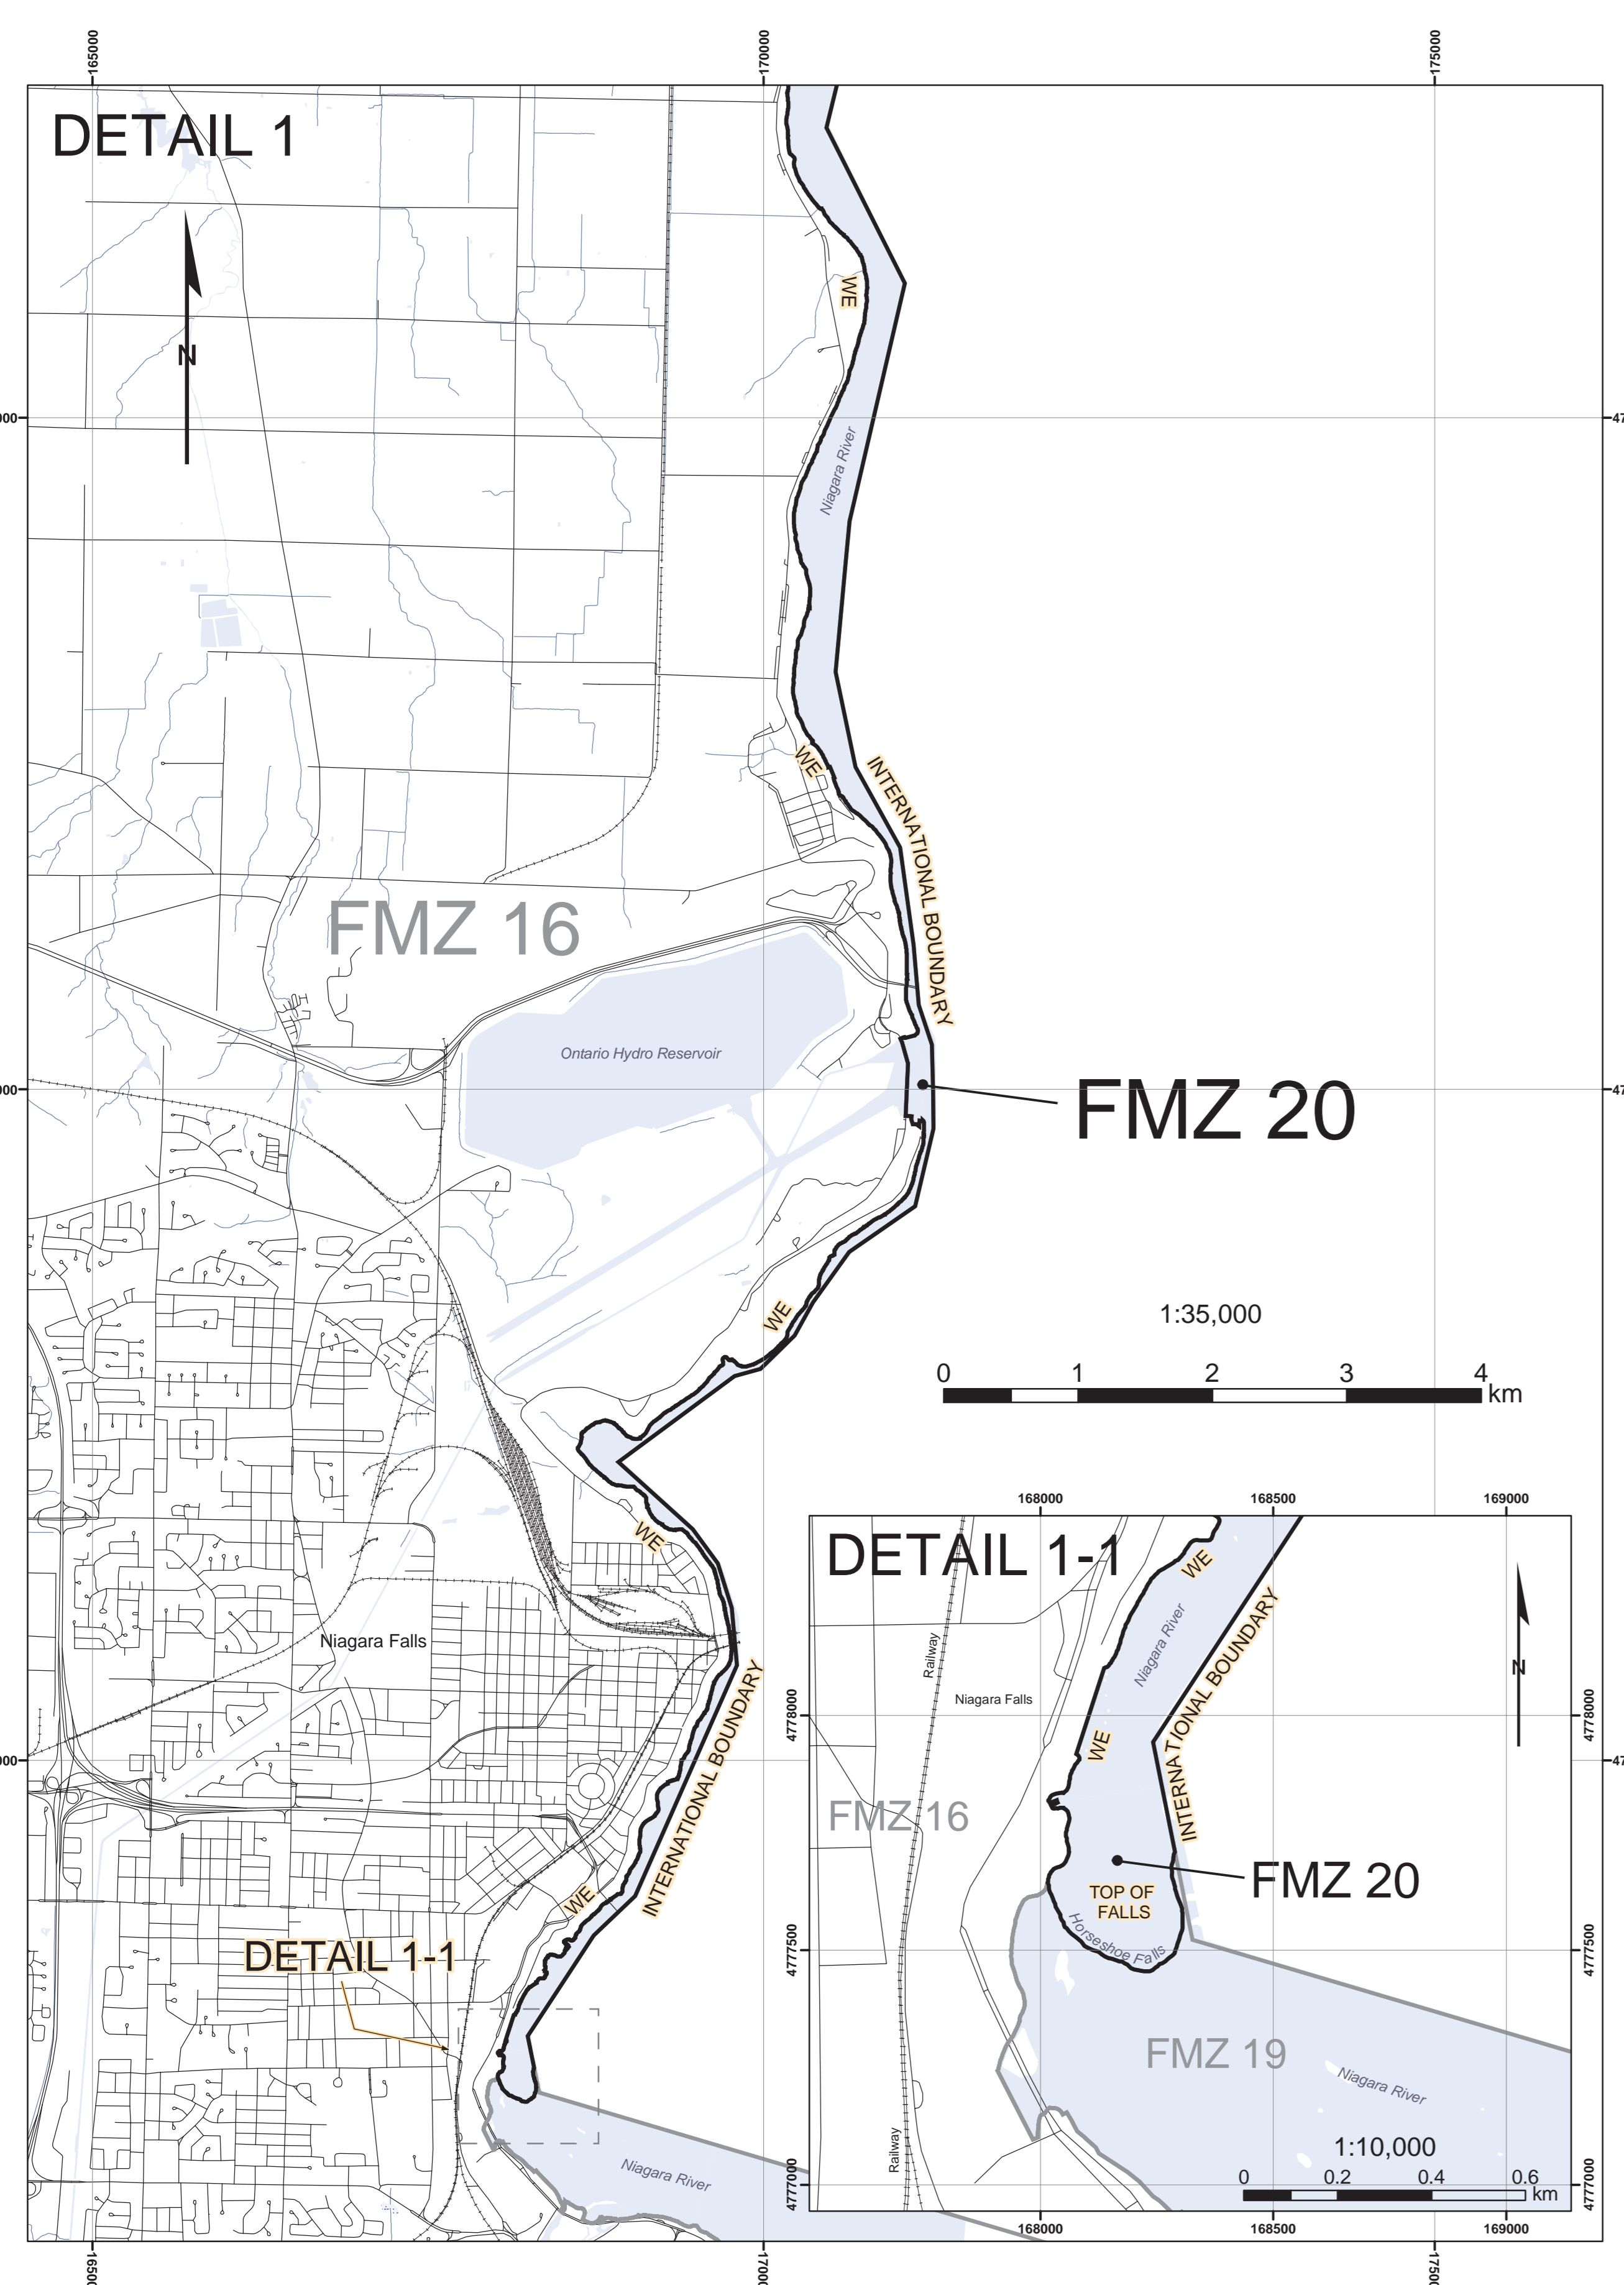 165000
170000
175000
DETAIL 1
N
WE
Niagara River
WE
INTERNATIONAL BOUNDARY
FMZ 16
Ontario Hydro Reservoir
FMZ 20
WE
1:35,000
0 1 2 3 4
km
WE
Niagara Falls
INTERNATIONAL BOUNDARY
WE
DETAIL 1-1
Niagara River
168000 168500 169000
DETAIL 1-1
WE
N
Niagara River
INTERNATIONAL BOUNDARY
Railway
Niagara Falls
4778000
4778000
WE
FMZ 16
FMZ 20
TOP OF
FALLS
Horseshoe Falls
4777500
4777500
FMZ 19
Niagara River
Railway
1:10,000
0 0.2 0.4 0.6
km
4777000
4777000
168000 168500 169000
170000